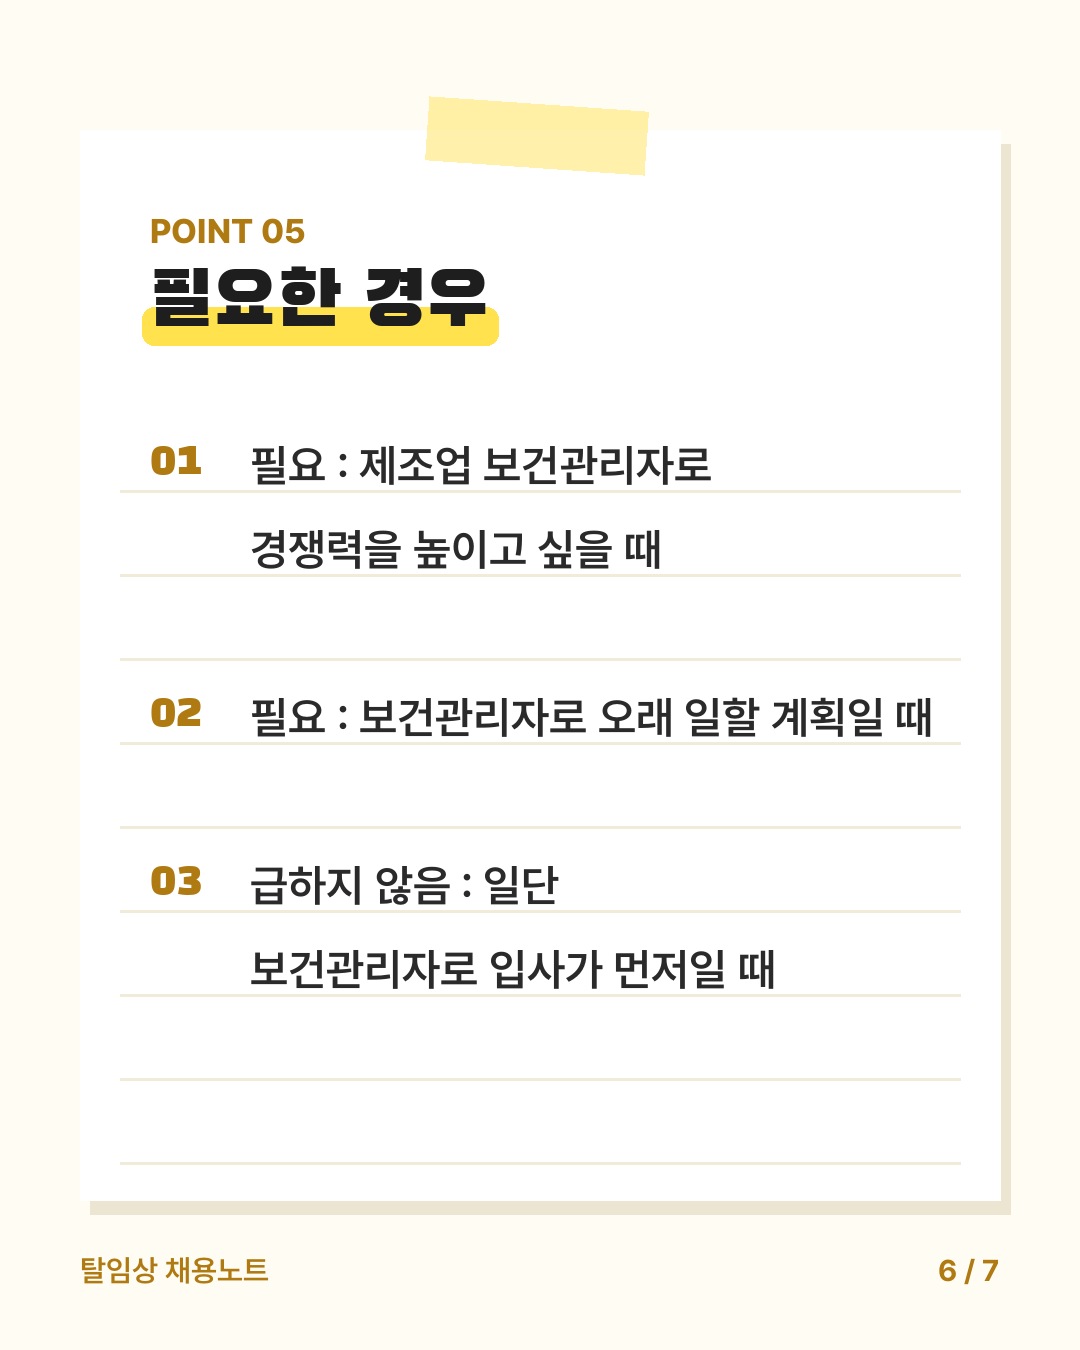 POINT 05
필요한 경우
01 필요 : 제조업 보건관리자로
경쟁력을 높이고 싶을 때
02 필요 : 보건관리자로 오래 일할 계획일 때
03 급하지 않음 : 일단
보건관리자로 입사가 먼저일 때
탈임상 채용노트
6 / 7